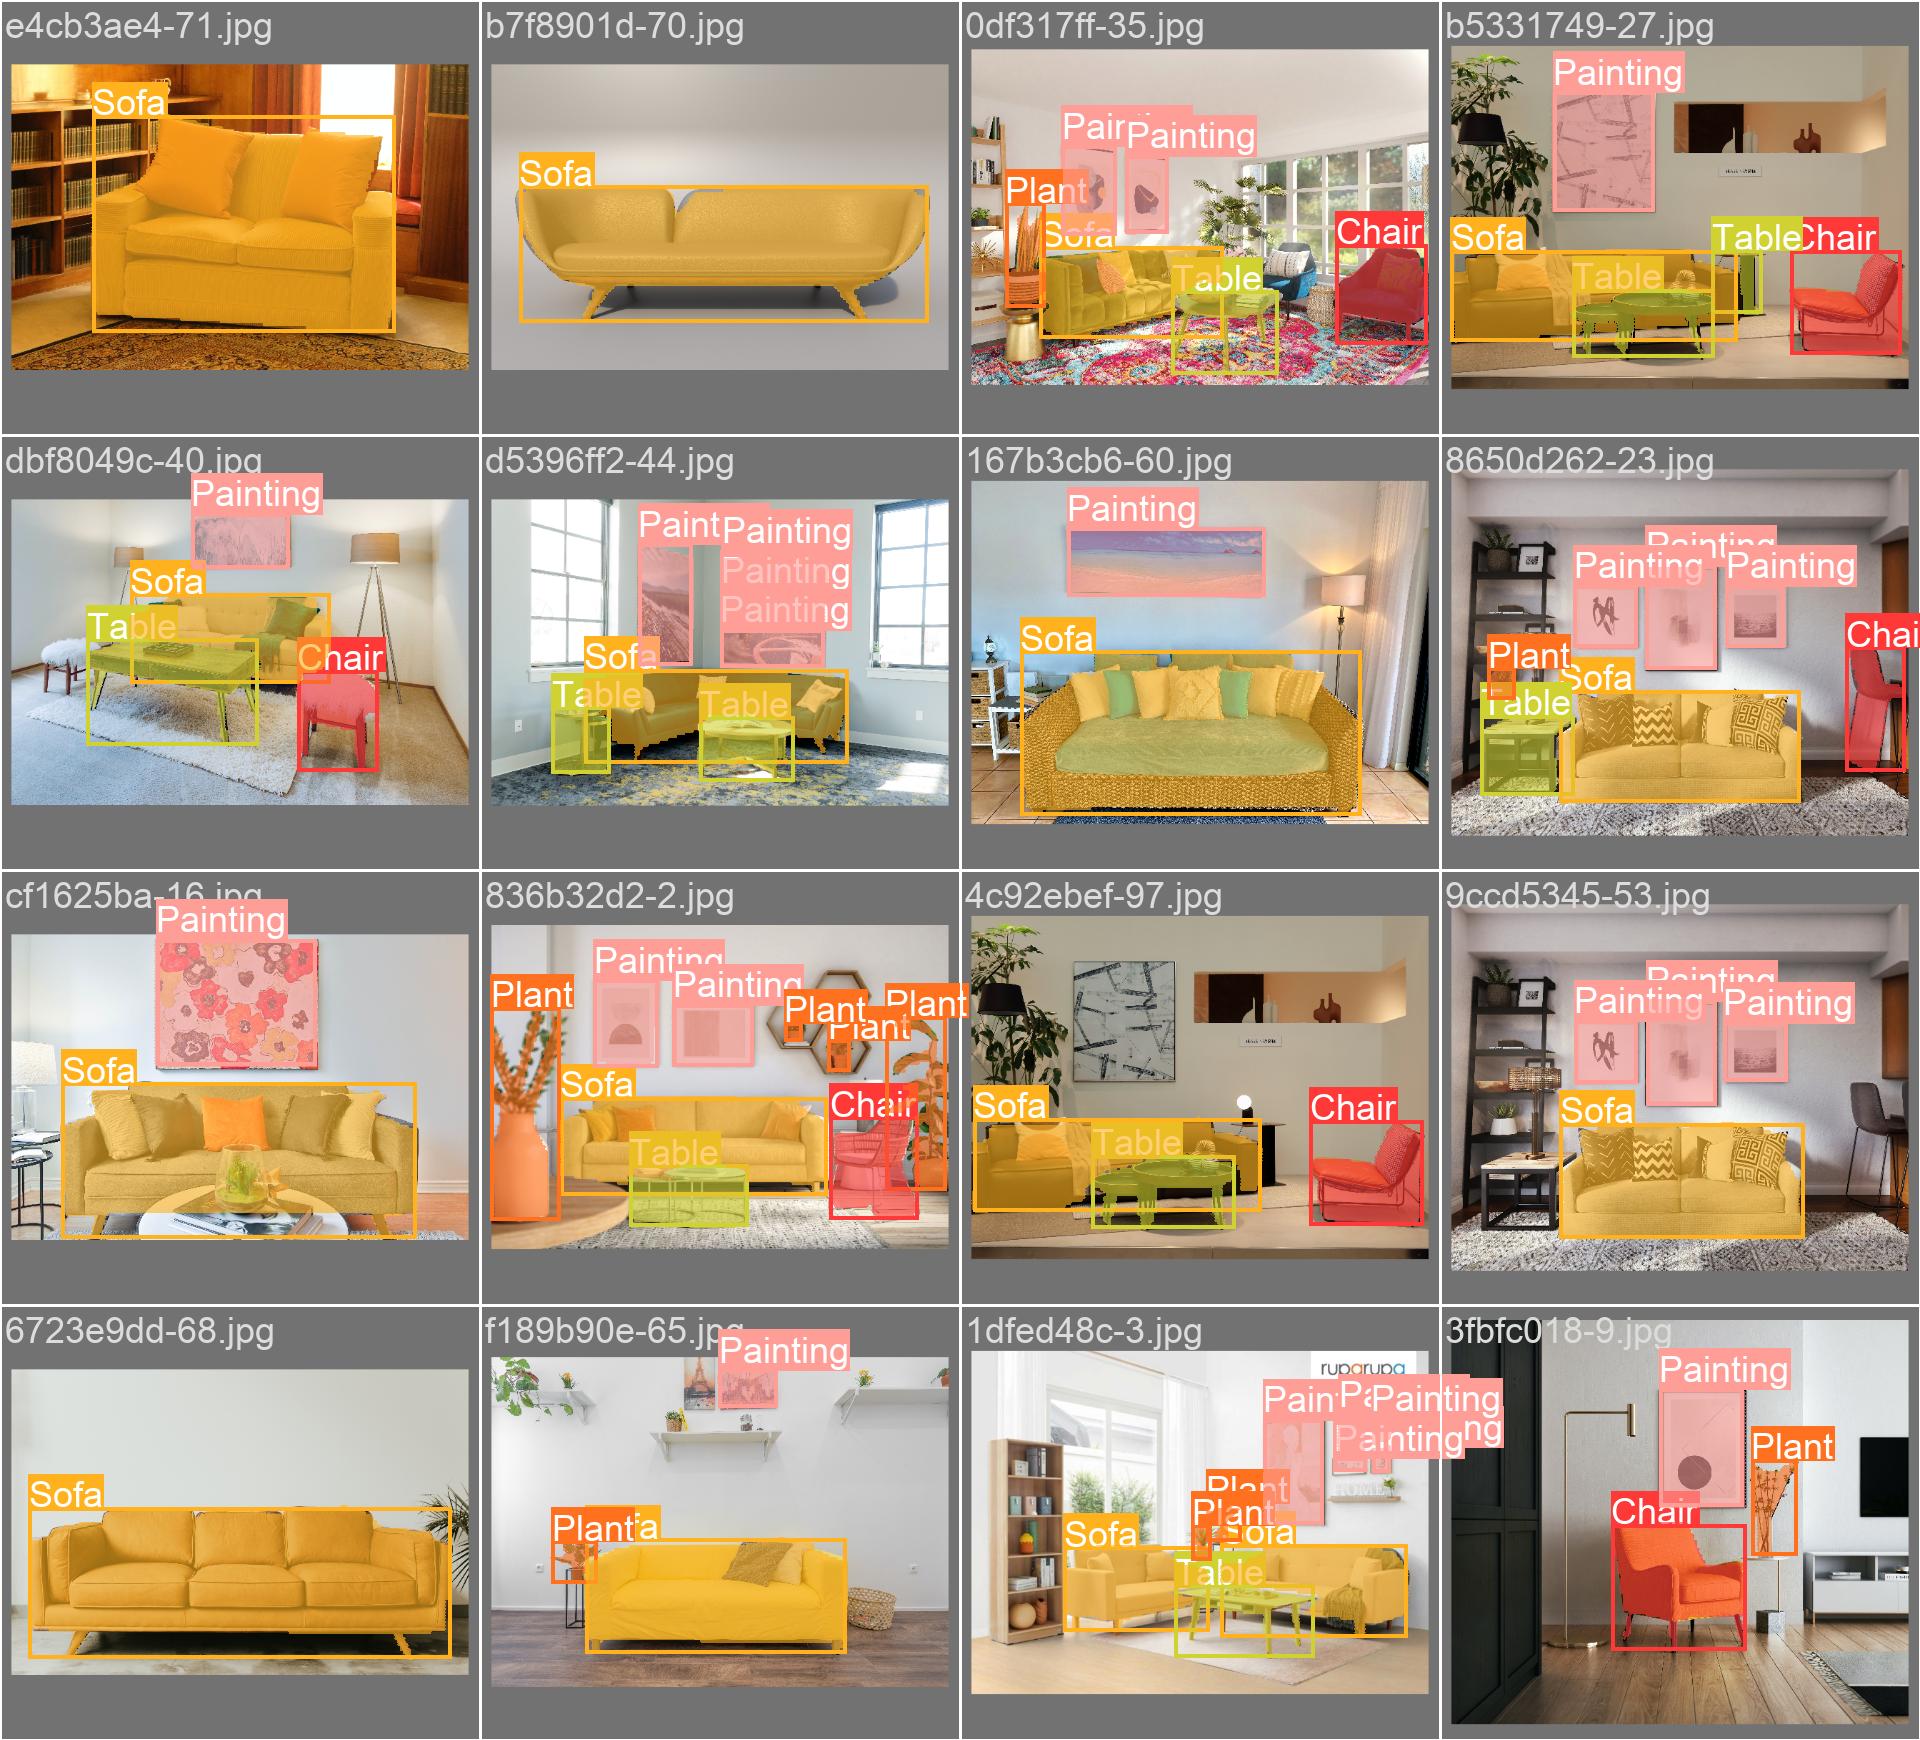 e4cb3ae4-71.jpg
Sofa
b7f8901d-70.jpg
Sofa
0df317ff-35.jpg
Painting
Plant
Sofa
Chair
Table
b5331749-27.jpg
Painting
Sofa
Table
Chair
Table
dbf8049c-40.jpg
Painting
Sofa
Table
Chair
d5396ff2-44.jpg
Paint
Painting
Painting
Painting
Sofa
Table
Table
167b3cb6-60.jpg
Painting
Sofa
8650d262-23.jpg
Painting
Painting
Painting
Chai
Plant
Sofa
Table
cf1625ba-16.jpg
Painting
Sofa
836b32d2-2.jpg
Painting
Painting
Plant
Plant
Plant
Plant
Sofa
Chair
Table
4c92ebef-97.jpg
Sofa
Chair
Table
9ccd5345-53.jpg
Painting
Painting
Painting
Sofa
6723e9dd-68.jpg
Sofa
f189b90e-65.jpg
Painting
Plant
fa
1dfed48c-3.jpg
ruparupa
Pain
Pa
Painting
Painting
ng
HOME
Plant
Plant
Sofa
Sofa
Table
3fbfc018-9.jpg
Painting
Plant
Chair